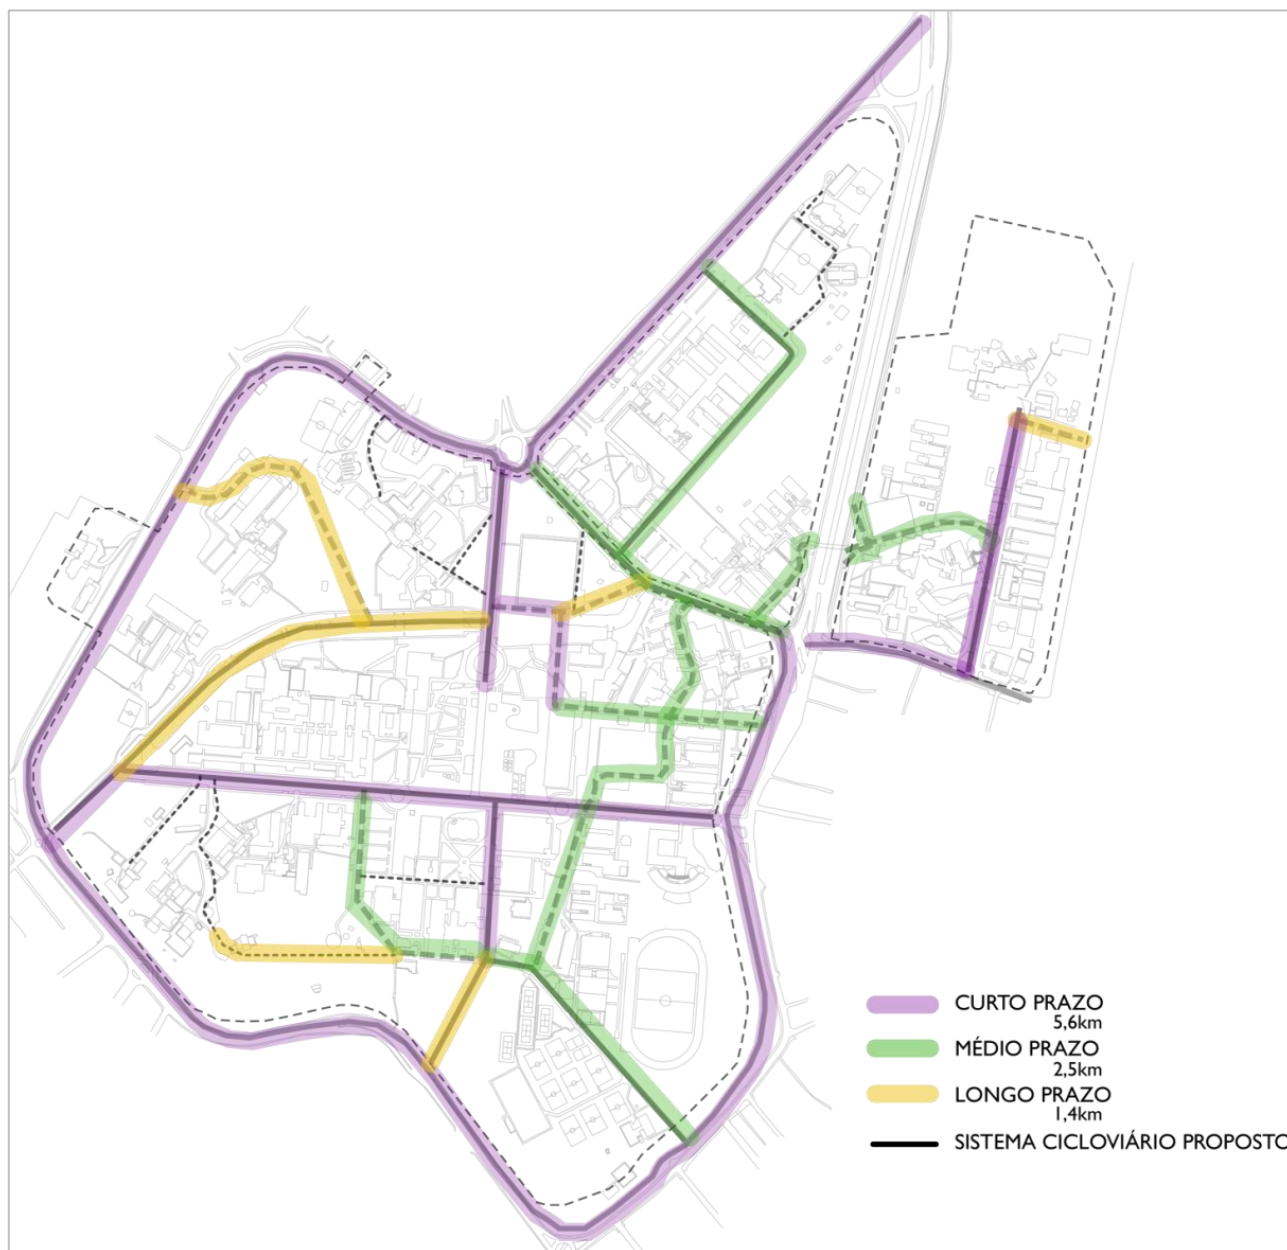 CURTO PRAZO
5,6km
MÉDIO PRAZO
2,5km
LONGO PRAZO
1,4km
SISTEMA CICLOVIÁRIO PROPOSTO